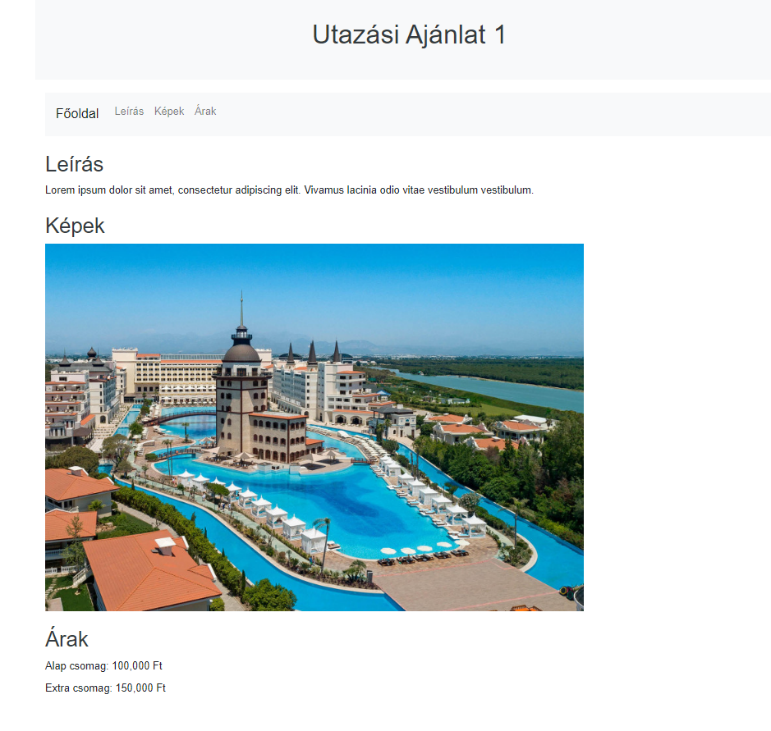 Utazási Ajánlat 1
Főoldal Leírás Képek Árak
Leírás
Lorem ipsum dolor sit amet, consectetur adipiscing elit. Vivamus lacinia odio vitae vestibulum vestibulum.
Képek
Árak
Alap csomag: 100,000 Ft
Extra csomag: 150,000 Ft